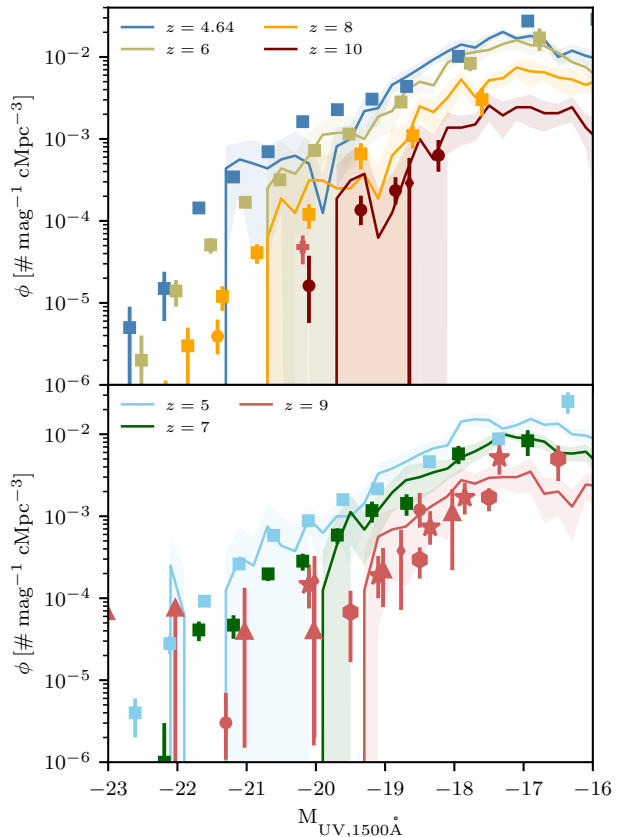 z = 4.64
z = 8
z = 6
z = 10
10⁻²
10⁻³
10⁻⁴
10⁻⁵
10⁻⁶
ϕ [# mag⁻¹ cMpc⁻³]
z = 5
z = 9
z = 7
10⁻²
10⁻³
10⁻⁴
10⁻⁵
10⁻⁶
ϕ [# mag⁻¹ cMpc⁻³]
−23 −22 −21 −20 −19 −18 −17 −16
M_UV,1500Å